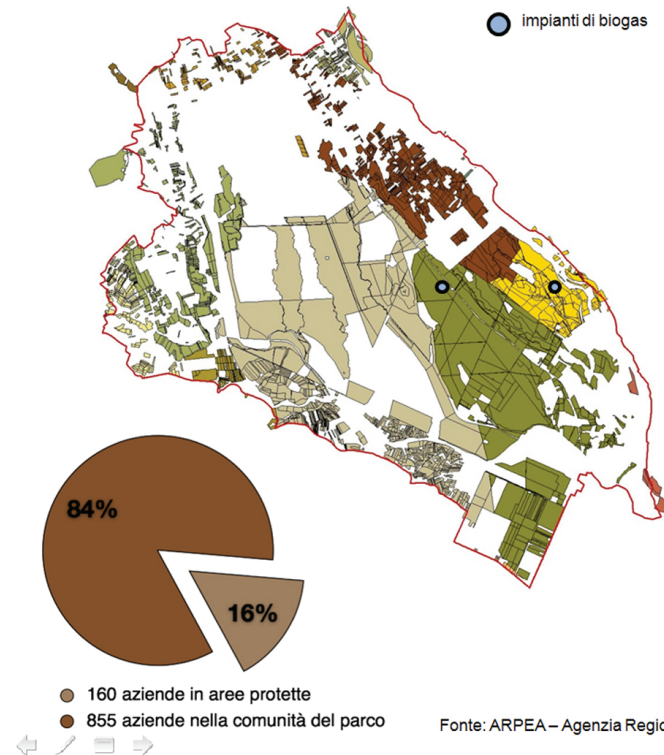 impianti di biogas
84%
16%
160 aziende in aree protette
855 aziende nella comunità del parco
Fonte: ARPEA – Agenzia Regio